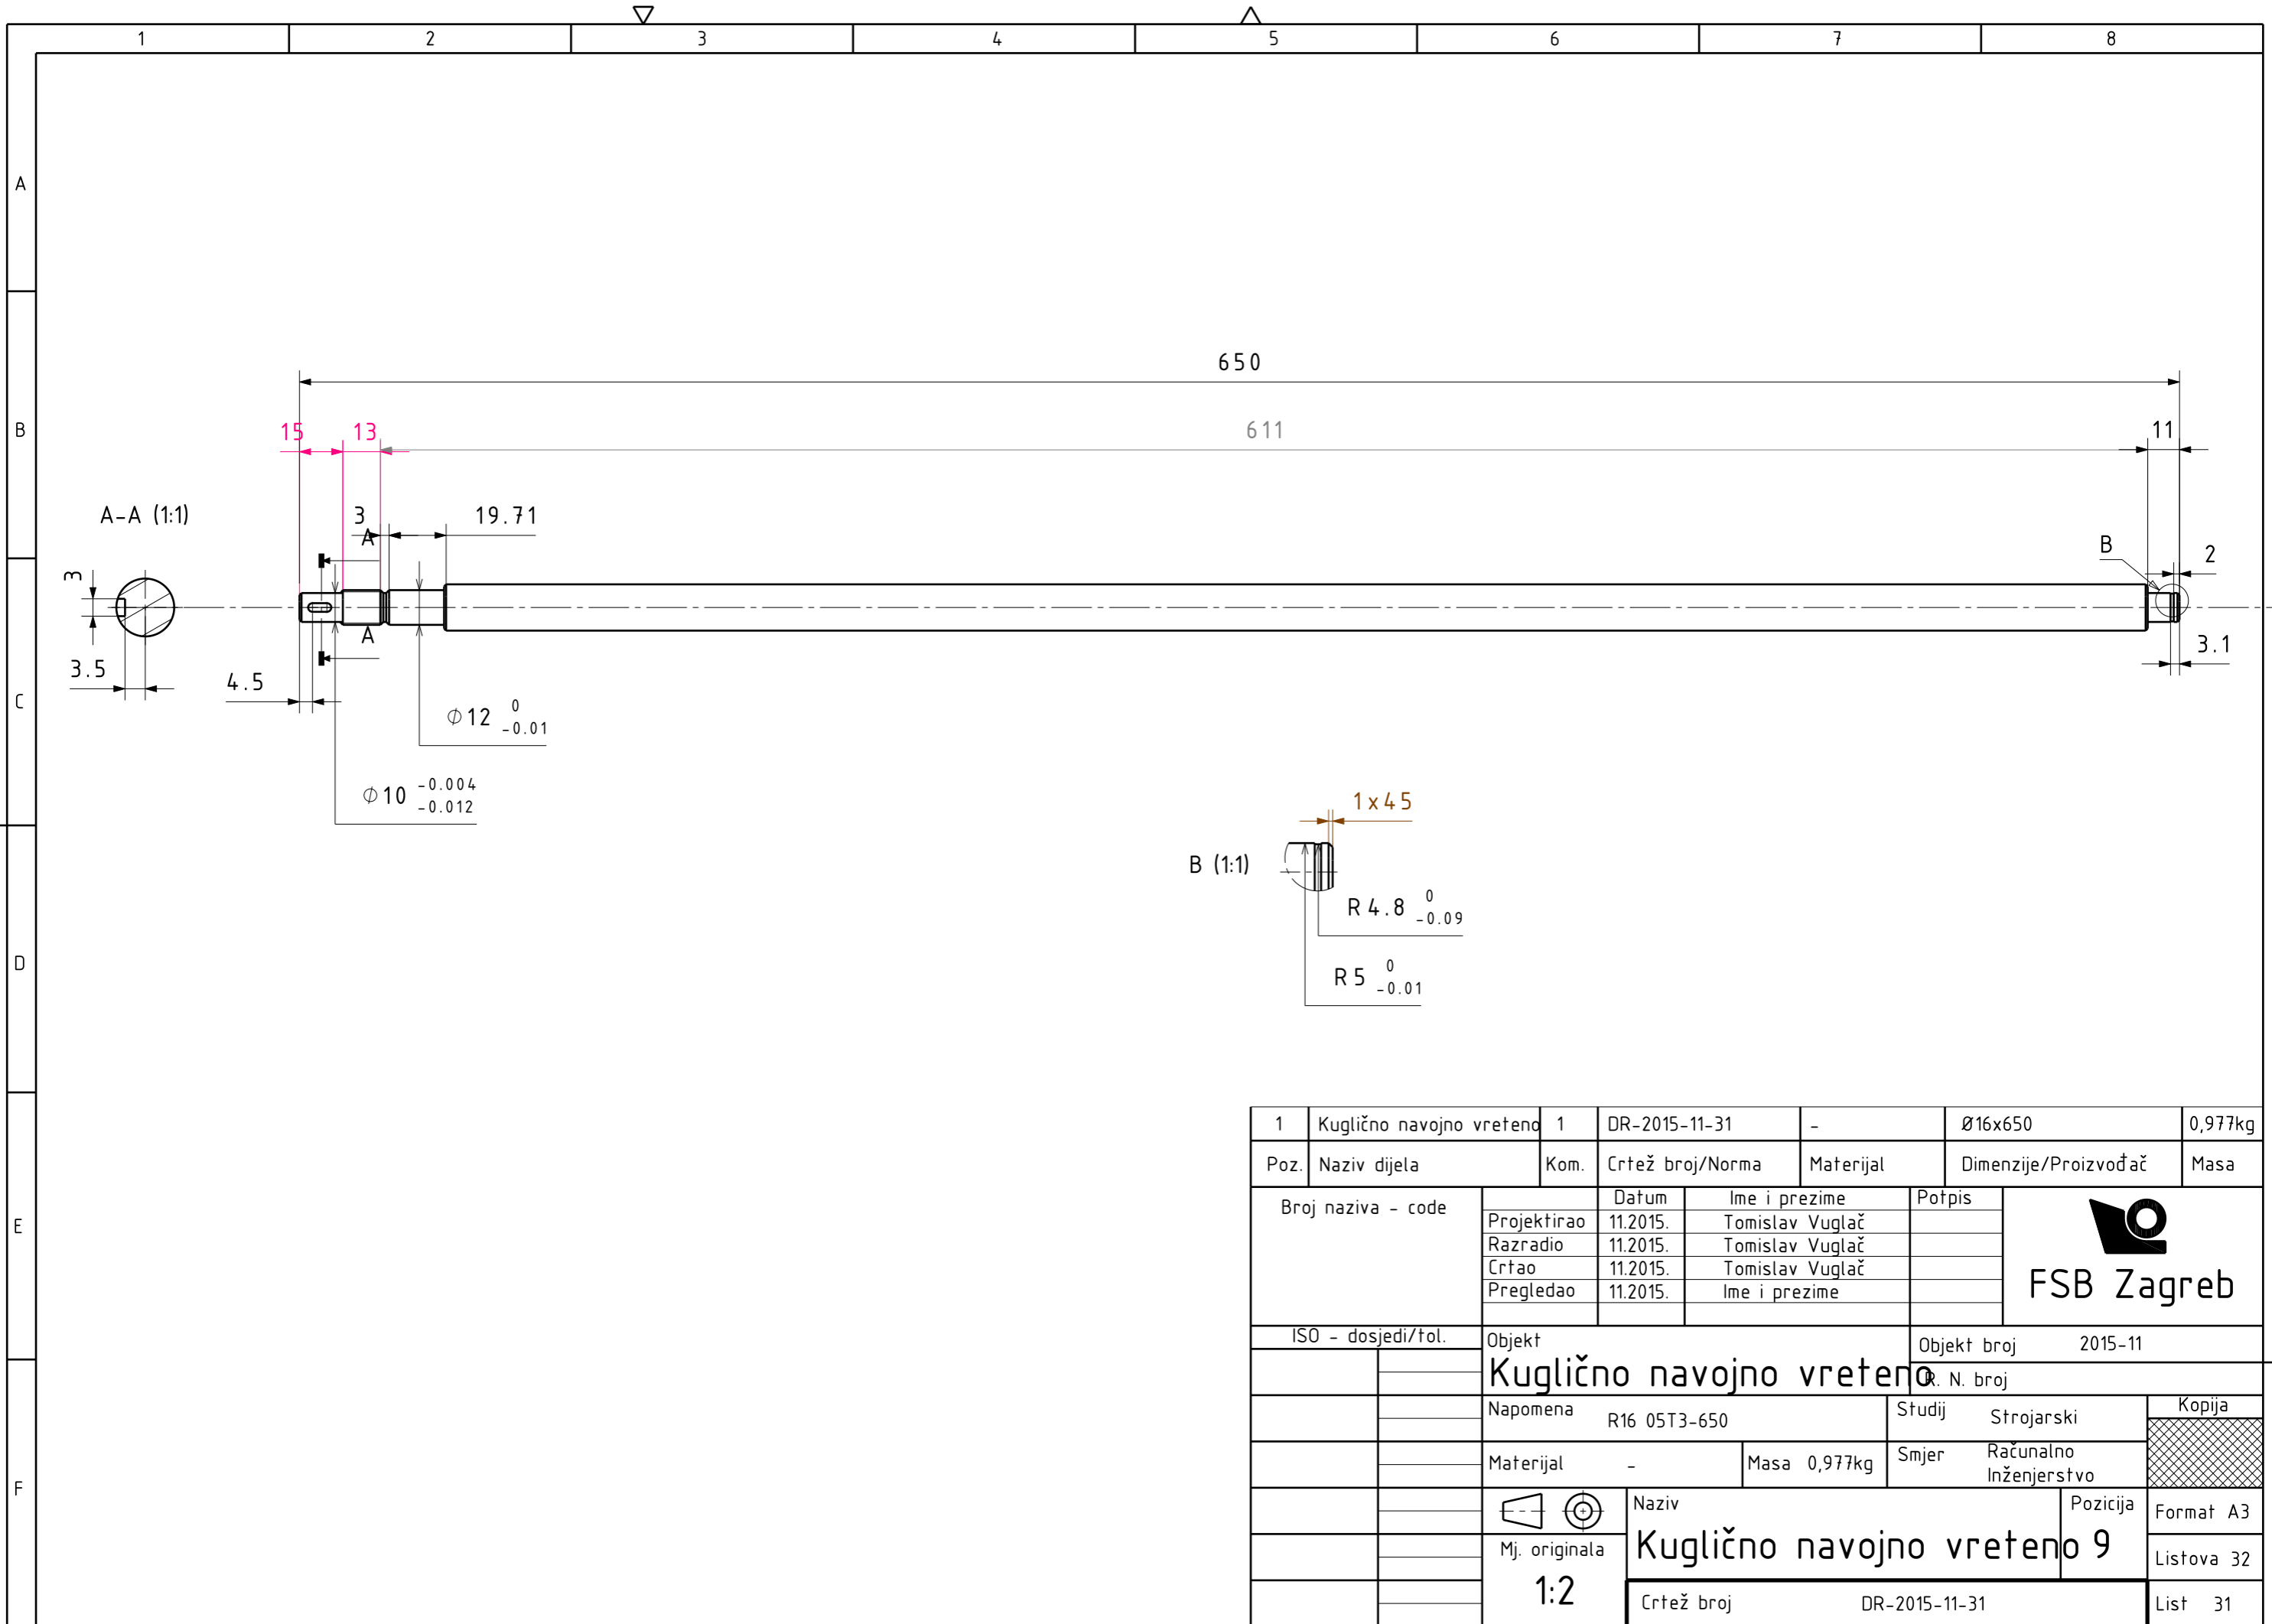 1 2 3 4 5 6 7 8
A
B
C
D
E
F
650
15 13 611 11
A-A (1:1)
3 19.71
A
B
2
3
A
3.5
4.5
3.1
⌀12 0 -0.01
⌀10 -0.004 -0.012
1x45
B (1:1)
R4.8 0 -0.09
R5 0 -0.01
1 Kuglično navojno vreteno 1 DR-2015-11-31 - Ø16x650 0,977kg
Poz. Naziv dijela Kom. Crtež broj/Norma Materijal Dimenzije/Proizvođač Masa
Broj naziva - code Datum Ime i prezime Potpis
Projektirao 11.2015. Tomislav Vuglač
Razradio 11.2015. Tomislav Vuglač
Crtao 11.2015. Tomislav Vuglač
Pregledao 11.2015. Ime i prezime
FSB Zagreb
ISO - dosjedi/tol.
Objekt
Kuglično navojno vreteno
Objekt broj 2015-11
R. N. broj
Napomena R16 05T3-650
Studij Strojarski
Kopija
Materijal - Masa 0,977kg
Smjer Računalno
Inženjerstvo
Naziv
Kuglično navojno vreteno
Pozicija
9
Format A3
Mj. originala
1:2
Listova 32
Crtež broj DR-2015-11-31
List 31